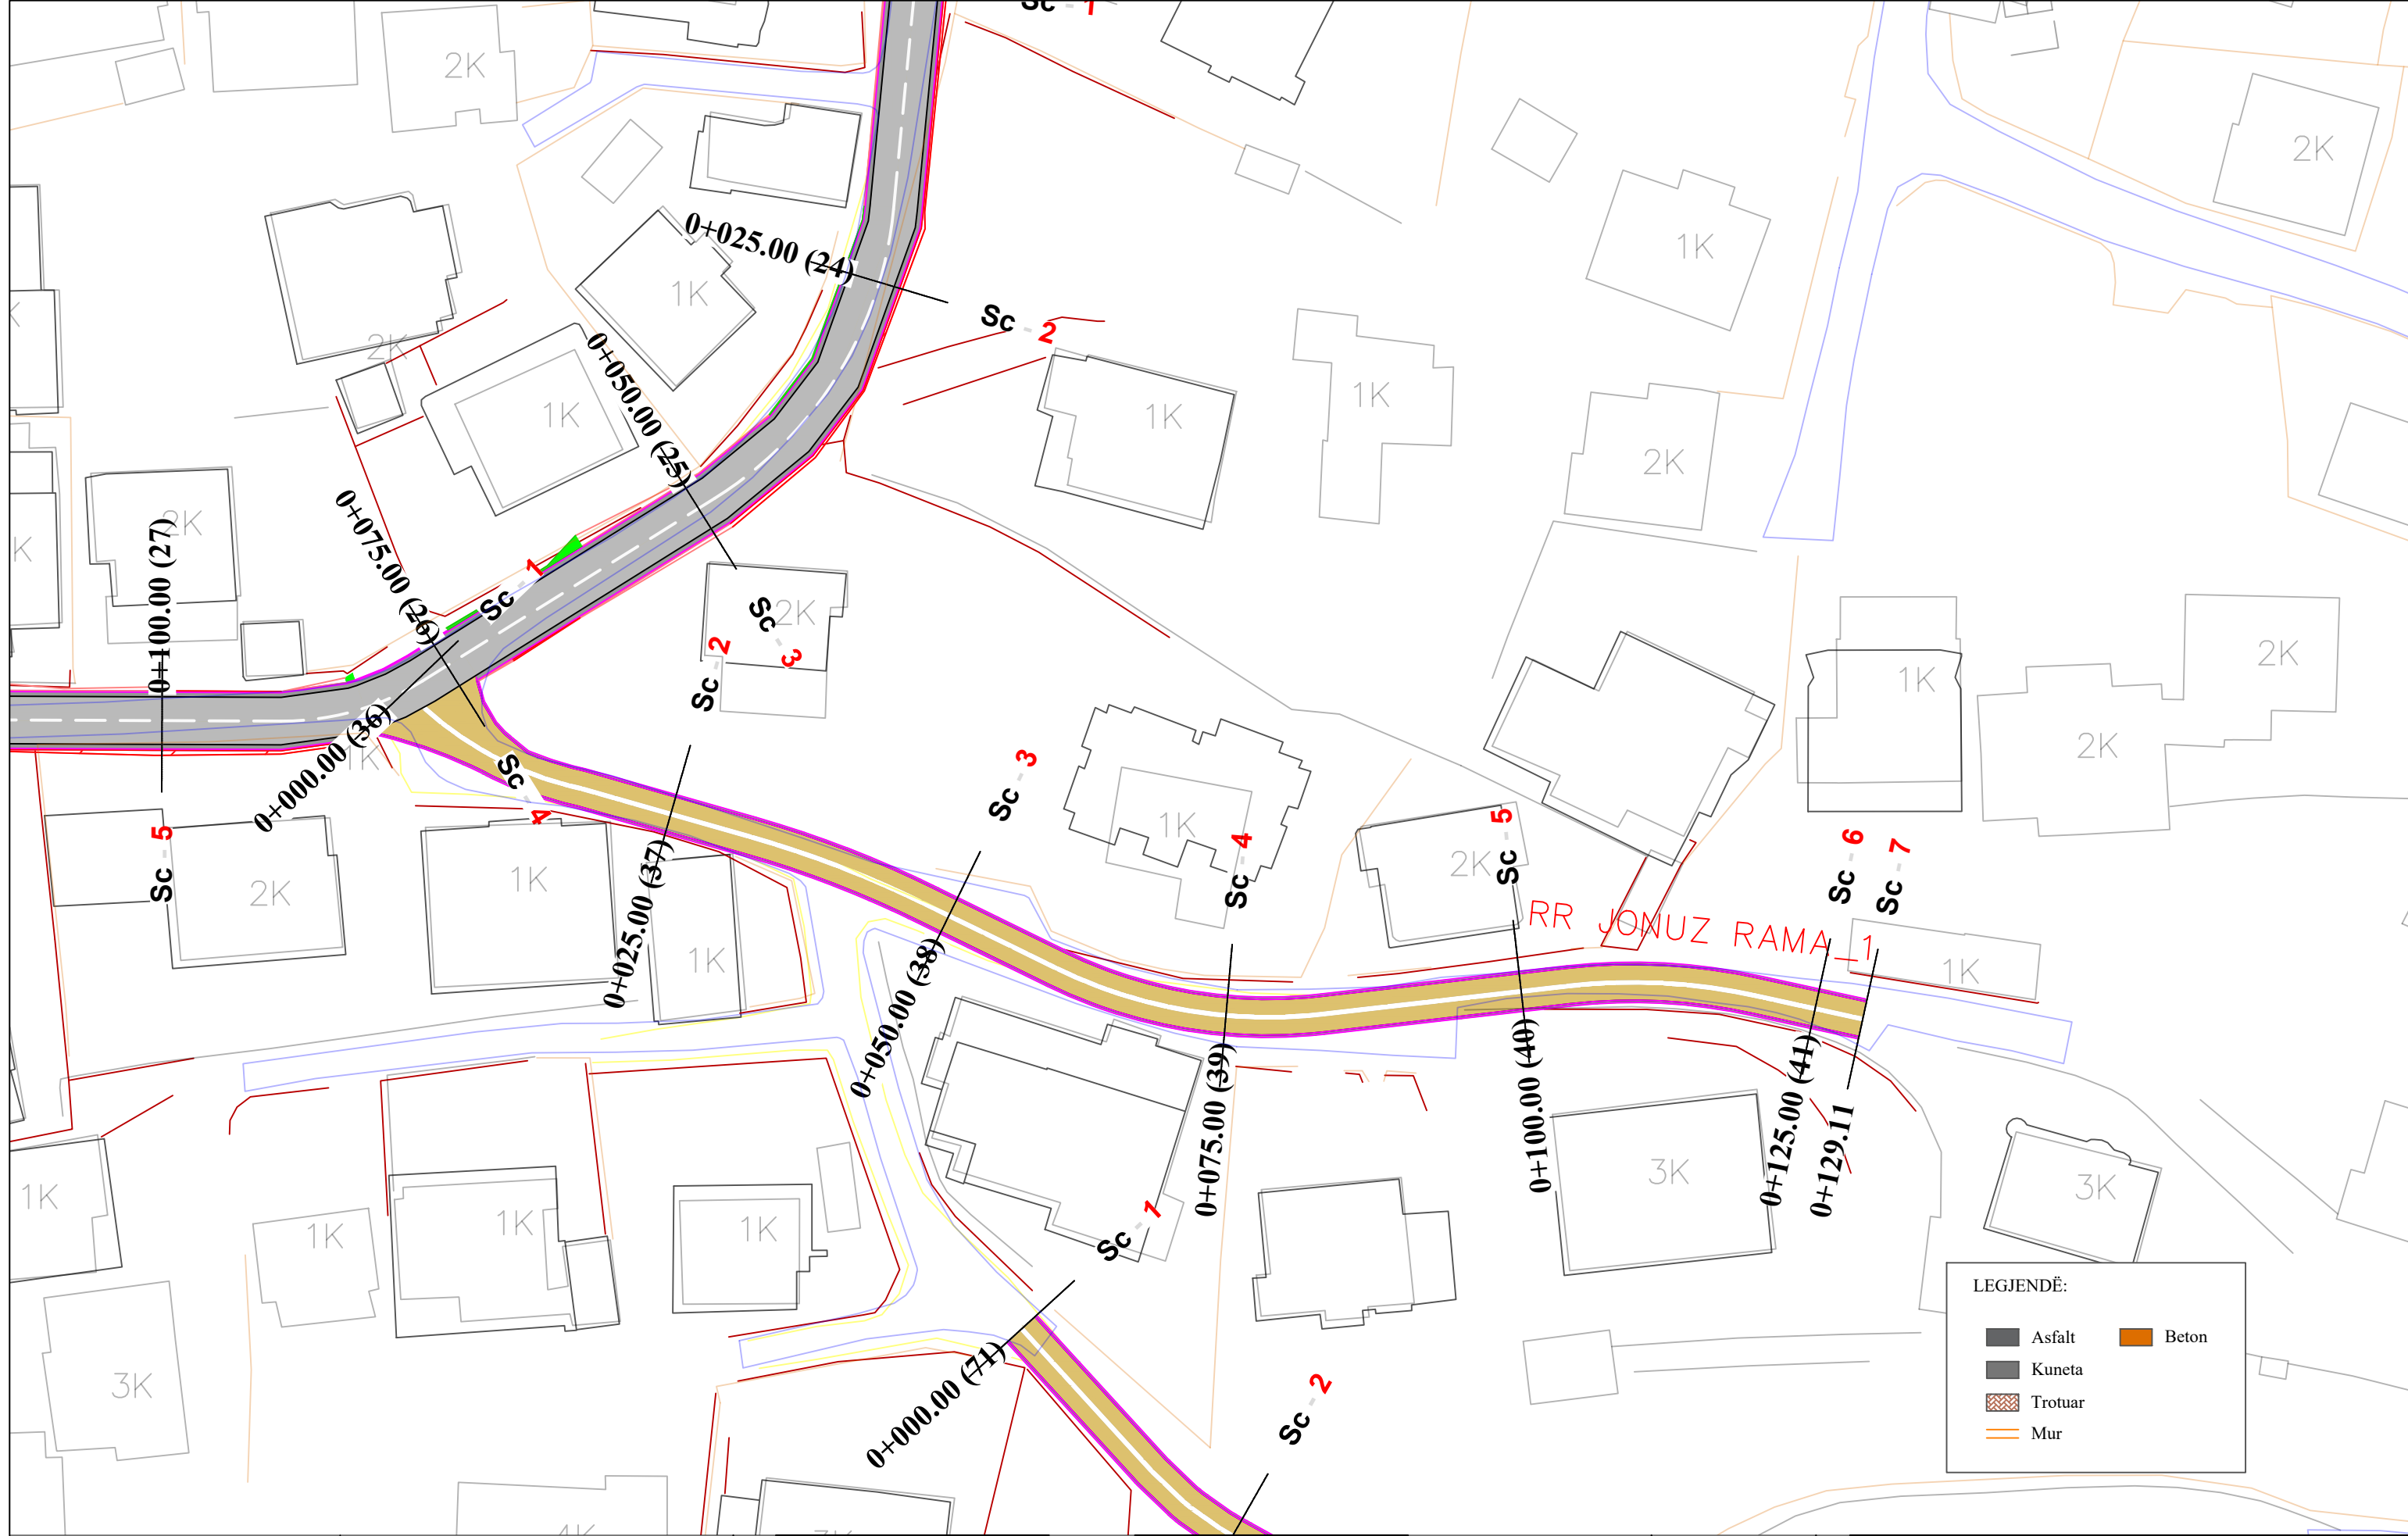 Sc - 1
2K
2K
0+025.00 (24)
1K
1K
Sc - 2
2K
0+050.00 (25)
1K
1K
1K
K
2K
2K
0+100.00 (27)
0+075.00 (26)
K
Sc - 1
Sc - 3
2K
Sc - 2
1K
2K
2K
0+000.00 (36)
1K
Sc - 4
Sc - 3
1K
Sc - 4
Sc - 5
2K
Sc - 6
Sc - 7
Sc - 5
2K
1K
0+025.00 (37)
1K
RR JONUZ RAMA_1
1K
0+050.00 (38)
0+075.00 (39)
0+100.00 (40)
0+125.00 (41)
0+129.11
1K
1K
1K
1K
Sc - 1
3K
3K
3K
0+000.00 (71)
Sc - 2
4K
3K
LEGJENDË:
Asfalt
Beton
Kuneta
Trotuar
Mur